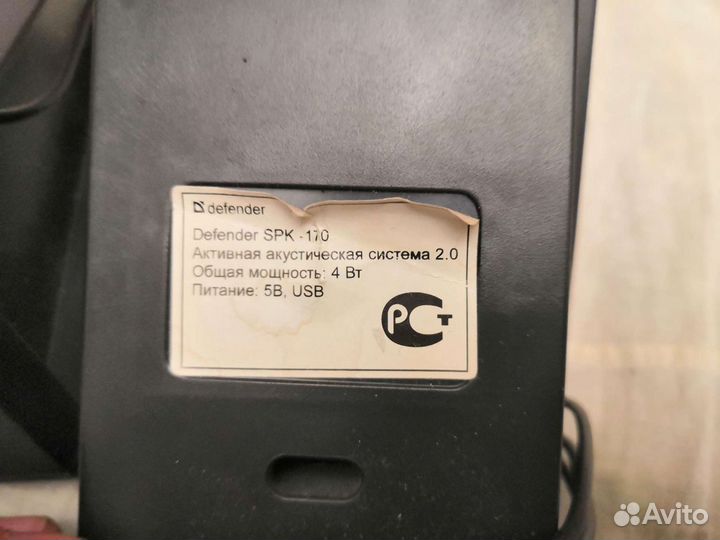 defender
Defender SPK -170
Активная акустическая система 2.0
Общая мощность: 4 Вт
Питание: 5В, USB
РСТ
Avito